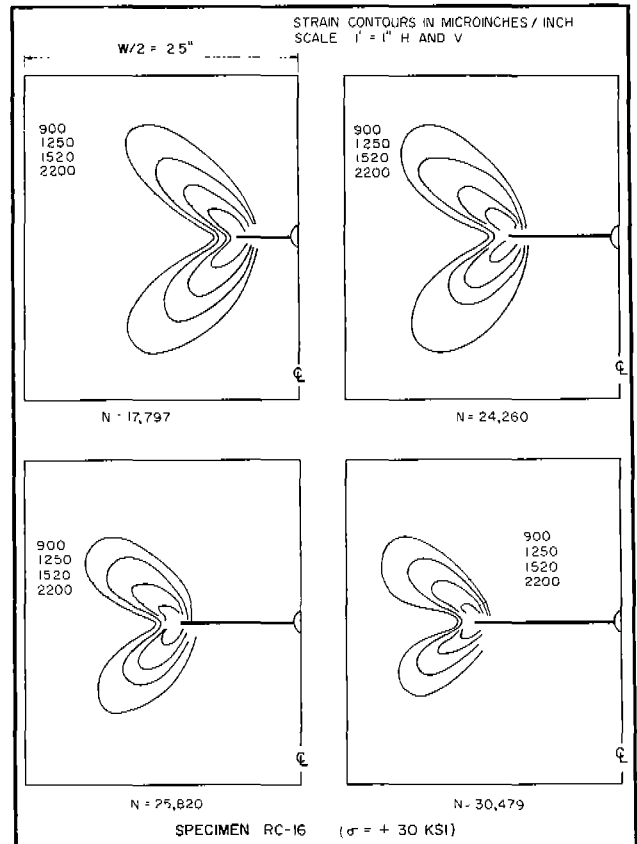 STRAIN CONTOURS IN MICROINCHES / INCH
SCALE 1' = 1" H AND V
W/2 = 25"
900
1250
1520
2200
℄
N - 17,797
900
1250
1520
2200
℄
N = 24,260
900
1250
1520
2200
℄
N = 25,820
900
1250
1520
2200
℄
N - 30,479
SPECIMEN RC-16 (σ = + 30 KSI)